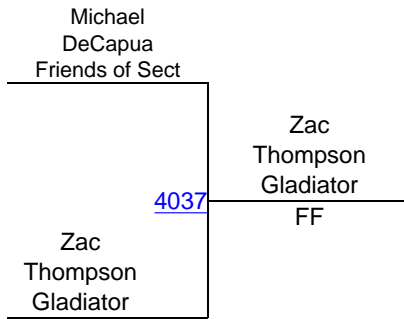 Michael
DeCapua
Friends of Sect
Zac
Thompson
Gladiator
4037
FF
Zac
Thompson
Gladiator